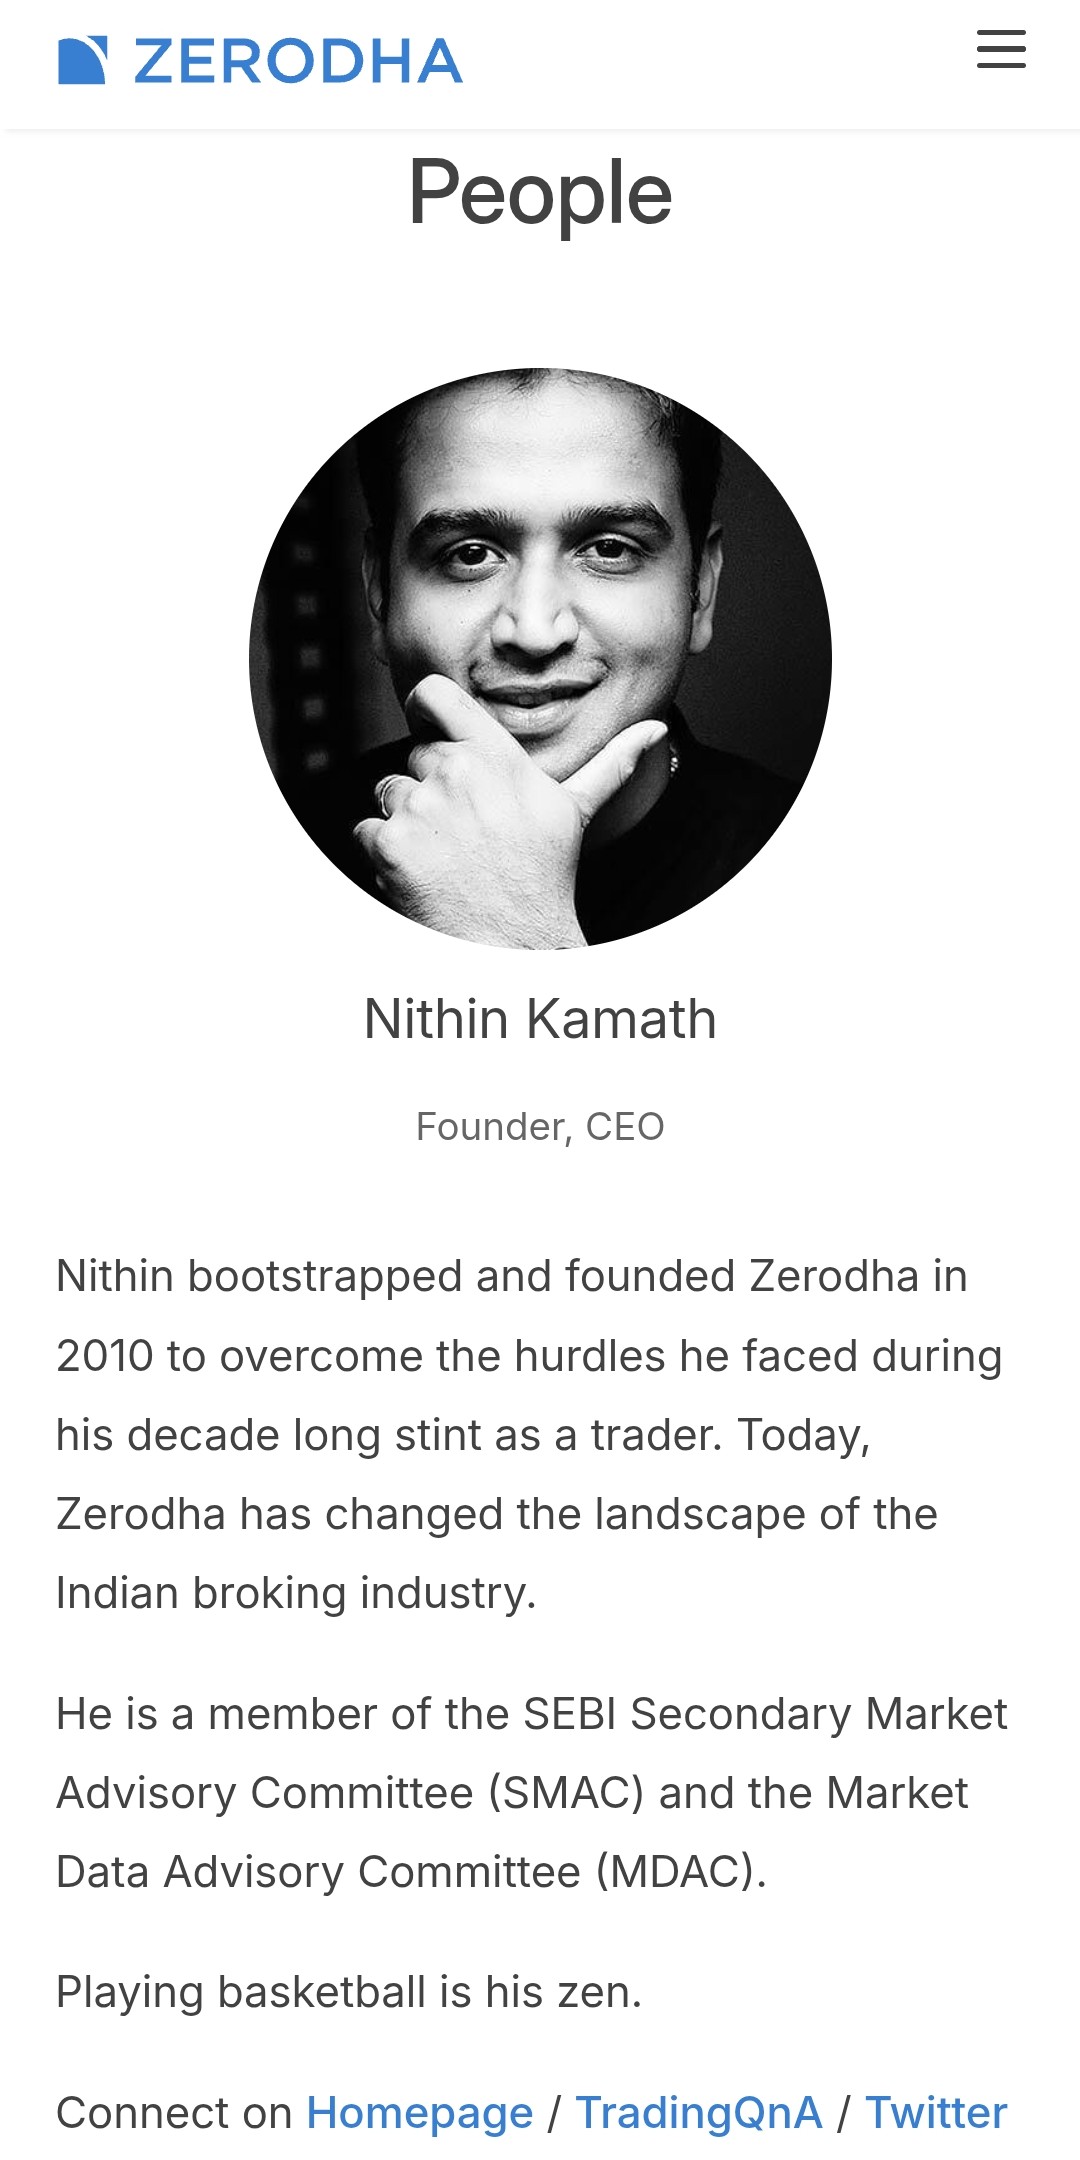 ZERODHA
People
Nithin Kamath
Founder, CEO
Nithin bootstrapped and founded Zerodha in
2010 to overcome the hurdles he faced during
his decade long stint as a trader. Today,
Zerodha has changed the landscape of the
Indian broking industry.
He is a member of the SEBI Secondary Market
Advisory Committee (SMAC) and the Market
Data Advisory Committee (MDAC).
Playing basketball is his zen.
Connect on Homepage / TradingQnA / Twitter